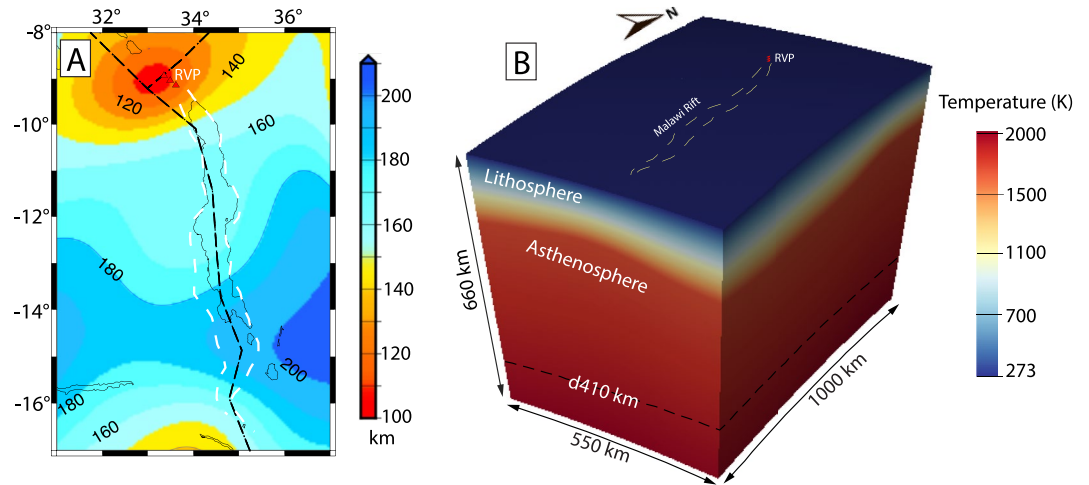 32°
34°
36°
-8°
-10°
-12°
-14°
-16°
A
RVP
140
120
160
180
200
180
160
200
180
160
140
120
100
km
B
N
RVP
Malawi Rift
Lithosphere
Asthenosphere
660 km
d410 km
550 km
1000 km
Temperature (K)
2000
1500
1100
700
273